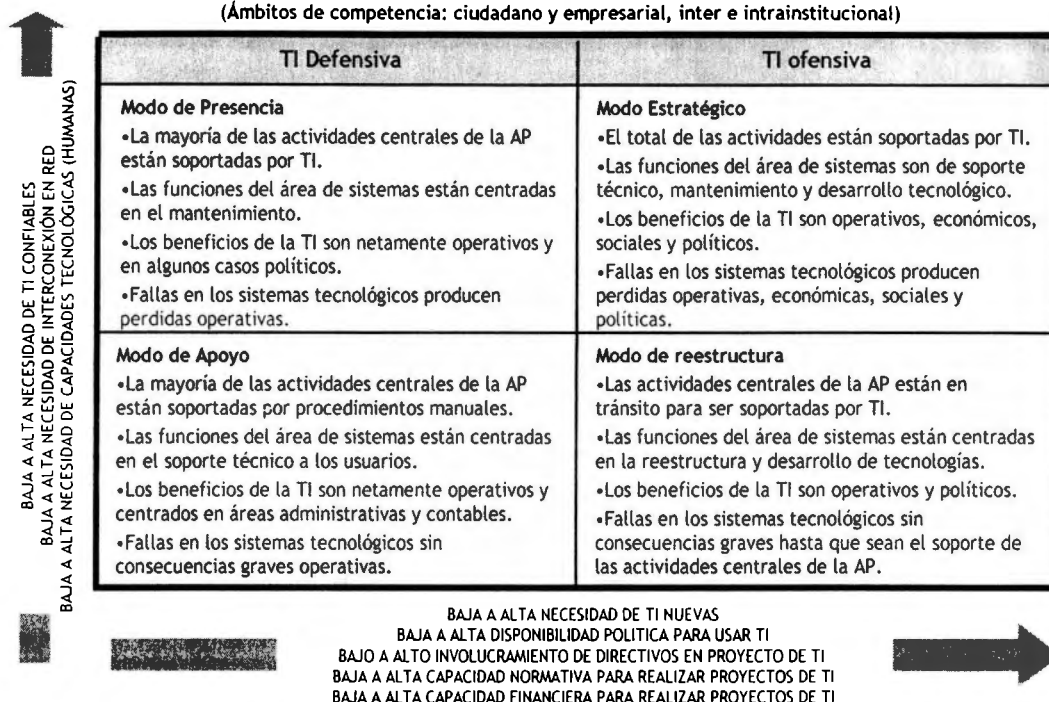 (Ámbitos de competencia: ciudadano y empresarial, inter e intrainstitucional)
TI Defensiva
TI ofensiva
Modo de Presencia
•La mayoría de las actividades centrales de la AP
están soportadas por TI.
•Las funciones del área de sistemas están centradas
en el mantenimiento.
•Los beneficios de la TI son netamente operativos y
en algunos casos políticos.
•Fallas en los sistemas tecnológicos producen
perdidas operativas.
Modo Estratégico
•El total de las actividades están soportadas por TI.
•Las funciones del área de sistemas son de soporte
técnico, mantenimiento y desarrollo tecnológico.
•Los beneficios de la TI son operativos, económicos,
sociales y políticos.
•Fallas en los sistemas tecnológicos producen
perdidas operativas, económicas, sociales y
políticas.
Modo de Apoyo
•La mayoría de las actividades centrales de la AP
están soportadas por procedimientos manuales.
•Las funciones del área de sistemas están centradas
en el soporte técnico a los usuarios.
•Los beneficios de la TI son netamente operativos y
centrados en áreas administrativas y contables.
•Fallas en los sistemas tecnológicos sin
consecuencias graves operativas.
Modo de reestructura
•Las actividades centrales de la AP están en
tránsito para ser soportadas por TI.
•Las funciones del área de sistemas están centradas
en la reestructura y desarrollo de tecnologías.
•Los beneficios de la TI son operativos y políticos.
•Fallas en los sistemas tecnológicos sin
consecuencias graves hasta que sean el soporte de
las actividades centrales de la AP.
BAJA A ALTA NECESIDAD DE TI CONFIABLES
BAJA A ALTA NECESIDAD DE INTERCONEXIÓN EN RED
BAJA A ALTA NECESIDAD DE CAPACIDADES TECNOLÓGICAS (HUMANAS)
BAJA A ALTA NECESIDAD DE TI NUEVAS
BAJA A ALTA DISPONIBILIDAD POLITICA PARA USAR TI
BAJO A ALTO INVOLUCRAMIENTO DE DIRECTIVOS EN PROYECTO DE TI
BAJA A ALTA CAPACIDAD NORMATIVA PARA REALIZAR PROYECTOS DE TI
BAJA A ALTA CAPACIDAD FINANCIERA PARA REALIZAR PROYECTOS DE TI